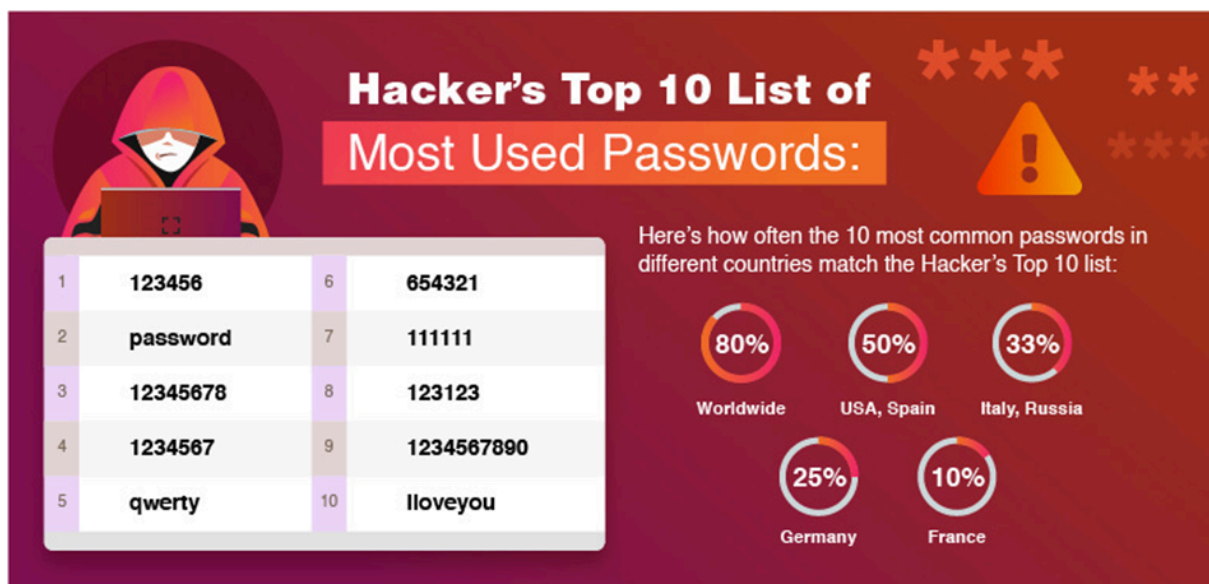 Hacker's Top 10 List of
Most Used Passwords:
*** **
***
!
1 123456
2 password
3 12345678
4 1234567
5 qwerty
6 654321
7 111111
8 123123
9 1234567890
10 Iloveyou
Here's how often the 10 most common passwords in
different countries match the Hacker's Top 10 list:
80%
Worldwide
50%
USA, Spain
33%
Italy, Russia
25%
Germany
10%
France